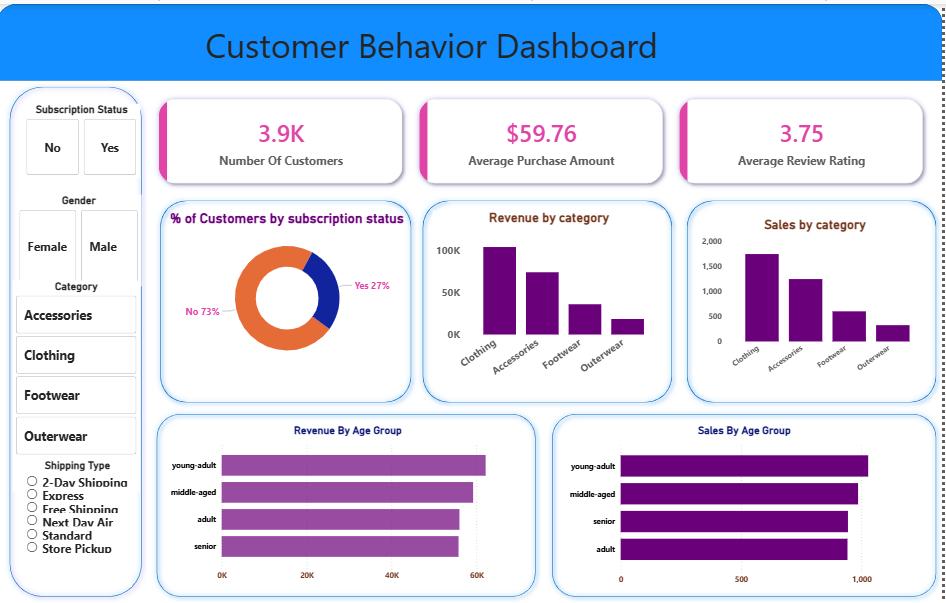 Customer Behavior Dashboard
Subscription Status
No
Yes
Gender
Female
Male
Category
Accessories
Clothing
Footwear
Outerwear
Shipping Type
2-Day Shipping
Express
Free Shipping
Next Day Air
Standard
Store Pickup
3.9K
Number Of Customers
$59.76
Average Purchase Amount
3.75
Average Review Rating
% of Customers by subscription status
Yes 27%
No 73%
Revenue by category
100K
50K
0K
Clothing
Accessories
Footwear
Outerwear
Sales by category
2,000
1,500
1,000
500
0
Clothing
Accessories
Footwear
Outerwear
Revenue By Age Group
young-adult
middle-aged
adult
senior
0K
20K
40K
60K
Sales By Age Group
young-adult
middle-aged
senior
adult
0
500
1,000